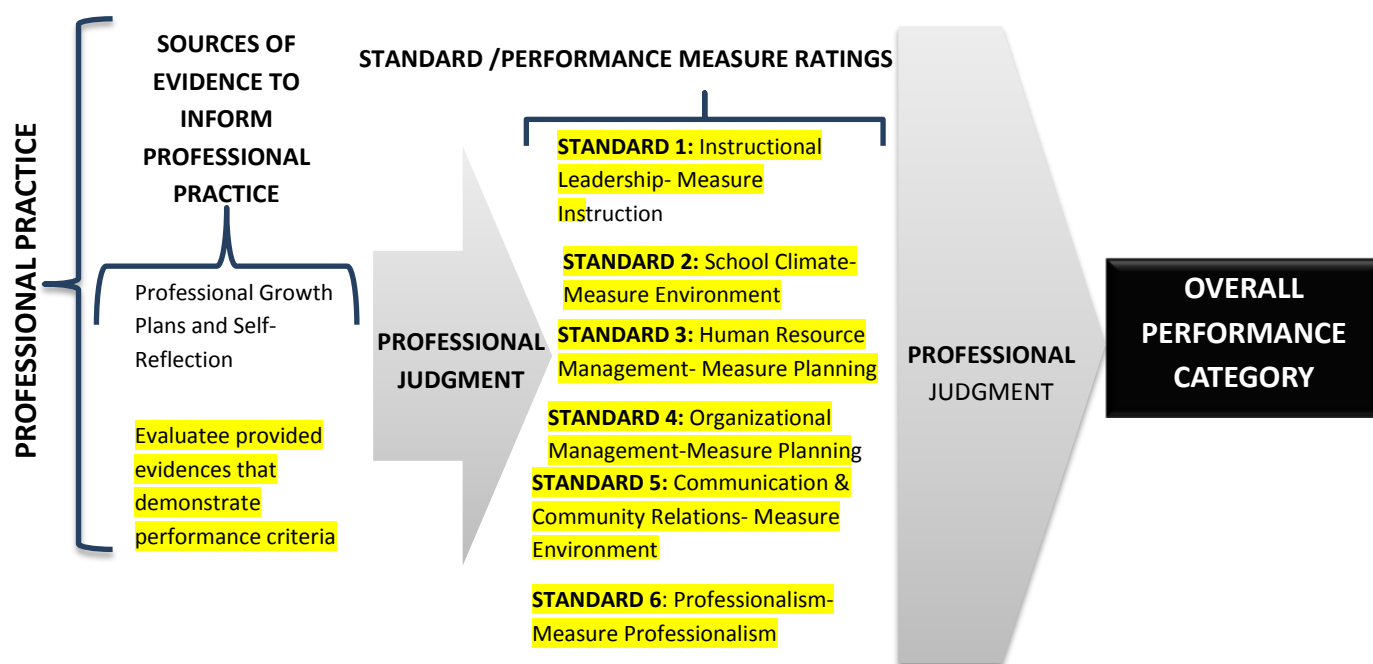 PROFESSIONAL PRACTICE
SOURCES OF
EVIDENCE TO
INFORM
PROFESSIONAL
PRACTICE
Professional Growth
Plans and Self-
Reflection
Evaluatee provided
evidences that
demonstrate
performance criteria
PROFESSIONAL
JUDGMENT
STANDARD /PERFORMANCE MEASURE RATINGS
STANDARD 1: Instructional
Leadership- Measure
Instruction
STANDARD 2: School Climate-
Measure Environment
STANDARD 3: Human Resource
Management- Measure Planning
STANDARD 4: Organizational
Management-Measure Planning
STANDARD 5: Communication &
Community Relations- Measure
Environment
STANDARD 6: Professionalism-
Measure Professionalism
PROFESSIONAL
JUDGMENT
OVERALL
PERFORMANCE
CATEGORY